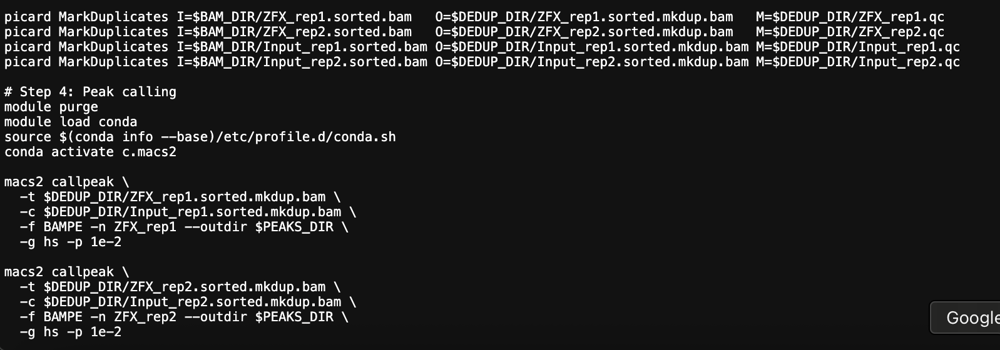 picard MarkDuplicates I=$BAM_DIR/ZFX_rep1.sorted.bam   O=$DEDUP_DIR/ZFX_rep1.sorted.mkdup.bam   M=$DEDUP_DIR/ZFX_rep1.qc
picard MarkDuplicates I=$BAM_DIR/ZFX_rep2.sorted.bam   O=$DEDUP_DIR/ZFX_rep2.sorted.mkdup.bam   M=$DEDUP_DIR/ZFX_rep2.qc
picard MarkDuplicates I=$BAM_DIR/Input_rep1.sorted.bam O=$DEDUP_DIR/Input_rep1.sorted.mkdup.bam M=$DEDUP_DIR/Input_rep1.qc
picard MarkDuplicates I=$BAM_DIR/Input_rep2.sorted.bam O=$DEDUP_DIR/Input_rep2.sorted.mkdup.bam M=$DEDUP_DIR/Input_rep2.qc

# Step 4: Peak calling
module purge
module load conda
source $(conda info --base)/etc/profile.d/conda.sh
conda activate c.macs2

macs2 callpeak \
  -t $DEDUP_DIR/ZFX_rep1.sorted.mkdup.bam \
  -c $DEDUP_DIR/Input_rep1.sorted.mkdup.bam \
  -f BAMPE -n ZFX_rep1 --outdir $PEAKS_DIR \
  -g hs -p 1e-2

macs2 callpeak \
  -t $DEDUP_DIR/ZFX_rep2.sorted.mkdup.bam \
  -c $DEDUP_DIR/Input_rep2.sorted.mkdup.bam \
  -f BAMPE -n ZFX_rep2 --outdir $PEAKS_DIR \
  -g hs -p 1e-2
Google